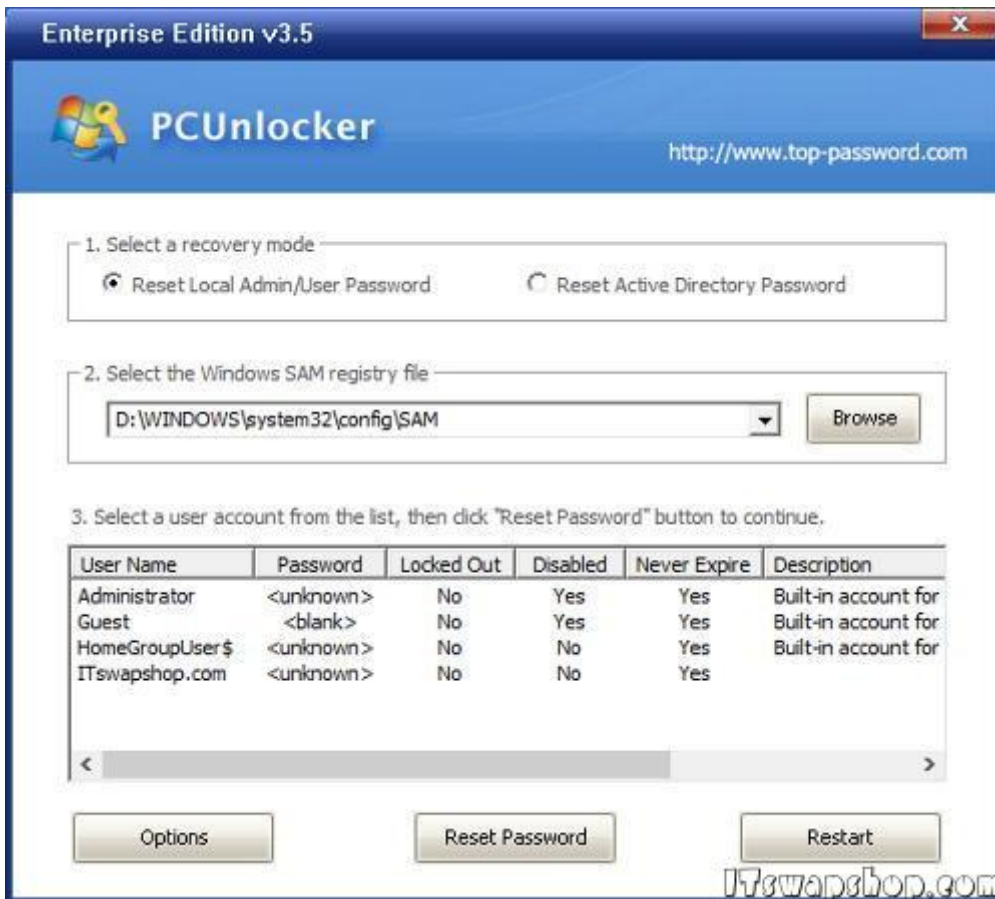 Enterprise Edition v3.5
X
PCUnlocker
http://www.top-password.com
1. Select a recovery mode
Reset Local Admin/User Password Reset Active Directory Password
2. Select the Windows SAM registry file
D:\WINDOWS\system32\config\SAM Browse
3. Select a user account from the list, then click "Reset Password" button to continue.
User Name Password Locked Out Disabled Never Expire Description
Administrator <unknown> No Yes Yes Built-in account for
Guest <blank> No Yes Yes Built-in account for
HomeGroupUser$ <unknown> No No Yes Built-in account for
ITswapshop.com <unknown> No No Yes
Options Reset Password Restart
ITswapshop.com